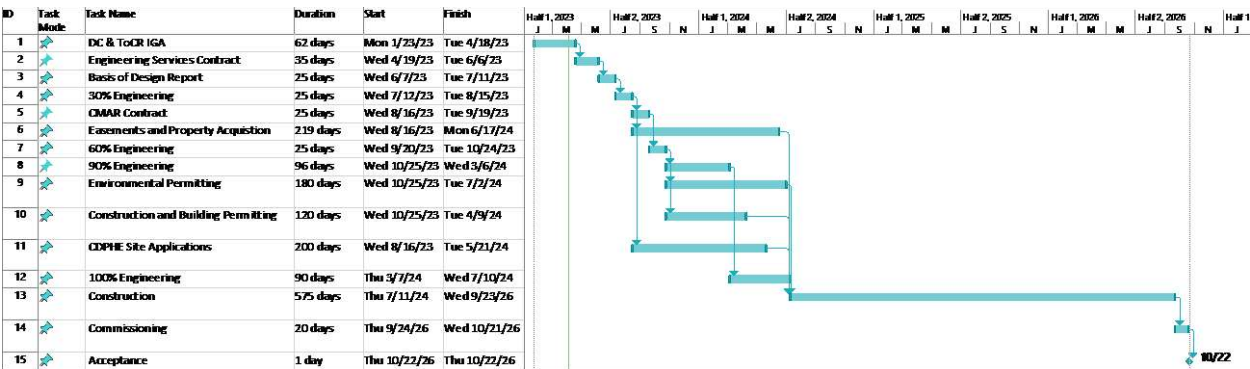 ID Task Mode Task Name Duration Start Finish Half 1, 2023 Half 2, 2023 Half 1, 2024 Half 2, 2024 Half 1, 2025 Half 2, 2025 Half 1, 2026 Half 2, 2026 Half 1
J M M J S N J M M J S N J M M J S N J M M J S N J
1 DC & ToCR IGA 62 days Mon 1/23/23 Tue 4/18/23
2 Engineering Services Contract 35 days Wed 4/19/23 Tue 6/6/23
3 Basis of Design Report 25 days Wed 6/7/23 Tue 7/11/23
4 30% Engineering 25 days Wed 7/12/23 Tue 8/15/23
5 CMAR Contract 25 days Wed 8/16/23 Tue 9/19/23
6 Easements and Property Acquistion 219 days Wed 8/16/23 Mon 6/17/24
7 60% Engineering 25 days Wed 9/20/23 Tue 10/24/23
8 90% Engineering 96 days Wed 10/25/23 Wed 3/6/24
9 Environmental Permitting 180 days Wed 10/25/23 Tue 7/2/24
10 Construction and Building Permitting 120 days Wed 10/25/23 Tue 4/9/24
11 CDPHE Site Applications 200 days Wed 8/16/23 Tue 5/21/24
12 100% Engineering 90 days Thu 3/7/24 Wed 7/10/24
13 Construction 575 days Thu 7/11/24 Wed 9/23/26
14 Commissioning 20 days Thu 9/24/26 Wed 10/21/26
15 Acceptance 1 day Thu 10/22/26 Thu 10/22/26 10/22